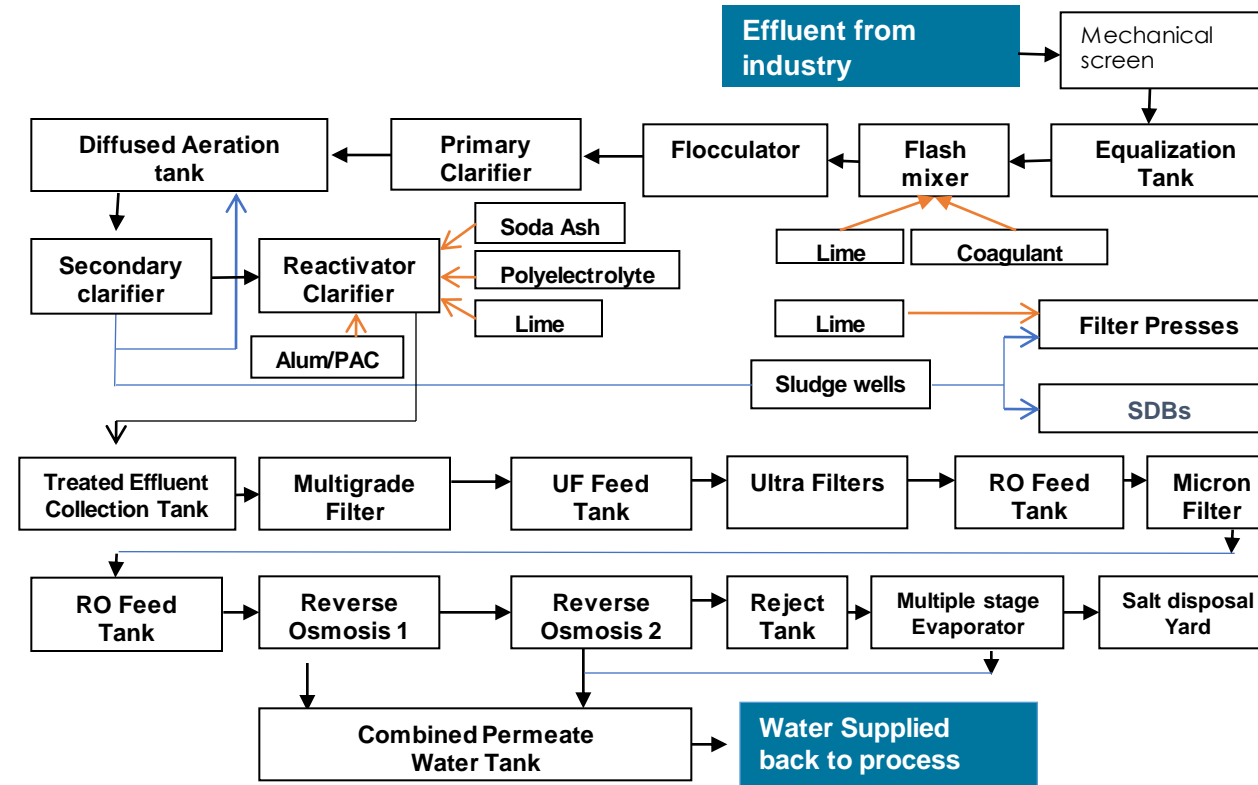 Effluent from
industry
Mechanical
screen
Diffused Aeration
tank
Primary
Clarifier
Flocculator
Flash
mixer
Equalization
Tank
Secondary
clarifier
Reactivator
Clarifier
Soda Ash
Polyelectrolyte
Lime
Alum/PAC
Lime
Coagulant
Lime
Filter Presses
Sludge wells
SDBs
Treated Effluent
Collection Tank
Multigrade
Filter
UF Feed
Tank
Ultra Filters
RO Feed
Tank
Micron
Filter
RO Feed
Tank
Reverse
Osmosis 1
Reverse
Osmosis 2
Reject
Tank
Multiple stage
Evaporator
Salt disposal
Yard
Combined Permeate
Water Tank
Water Supplied
back to process